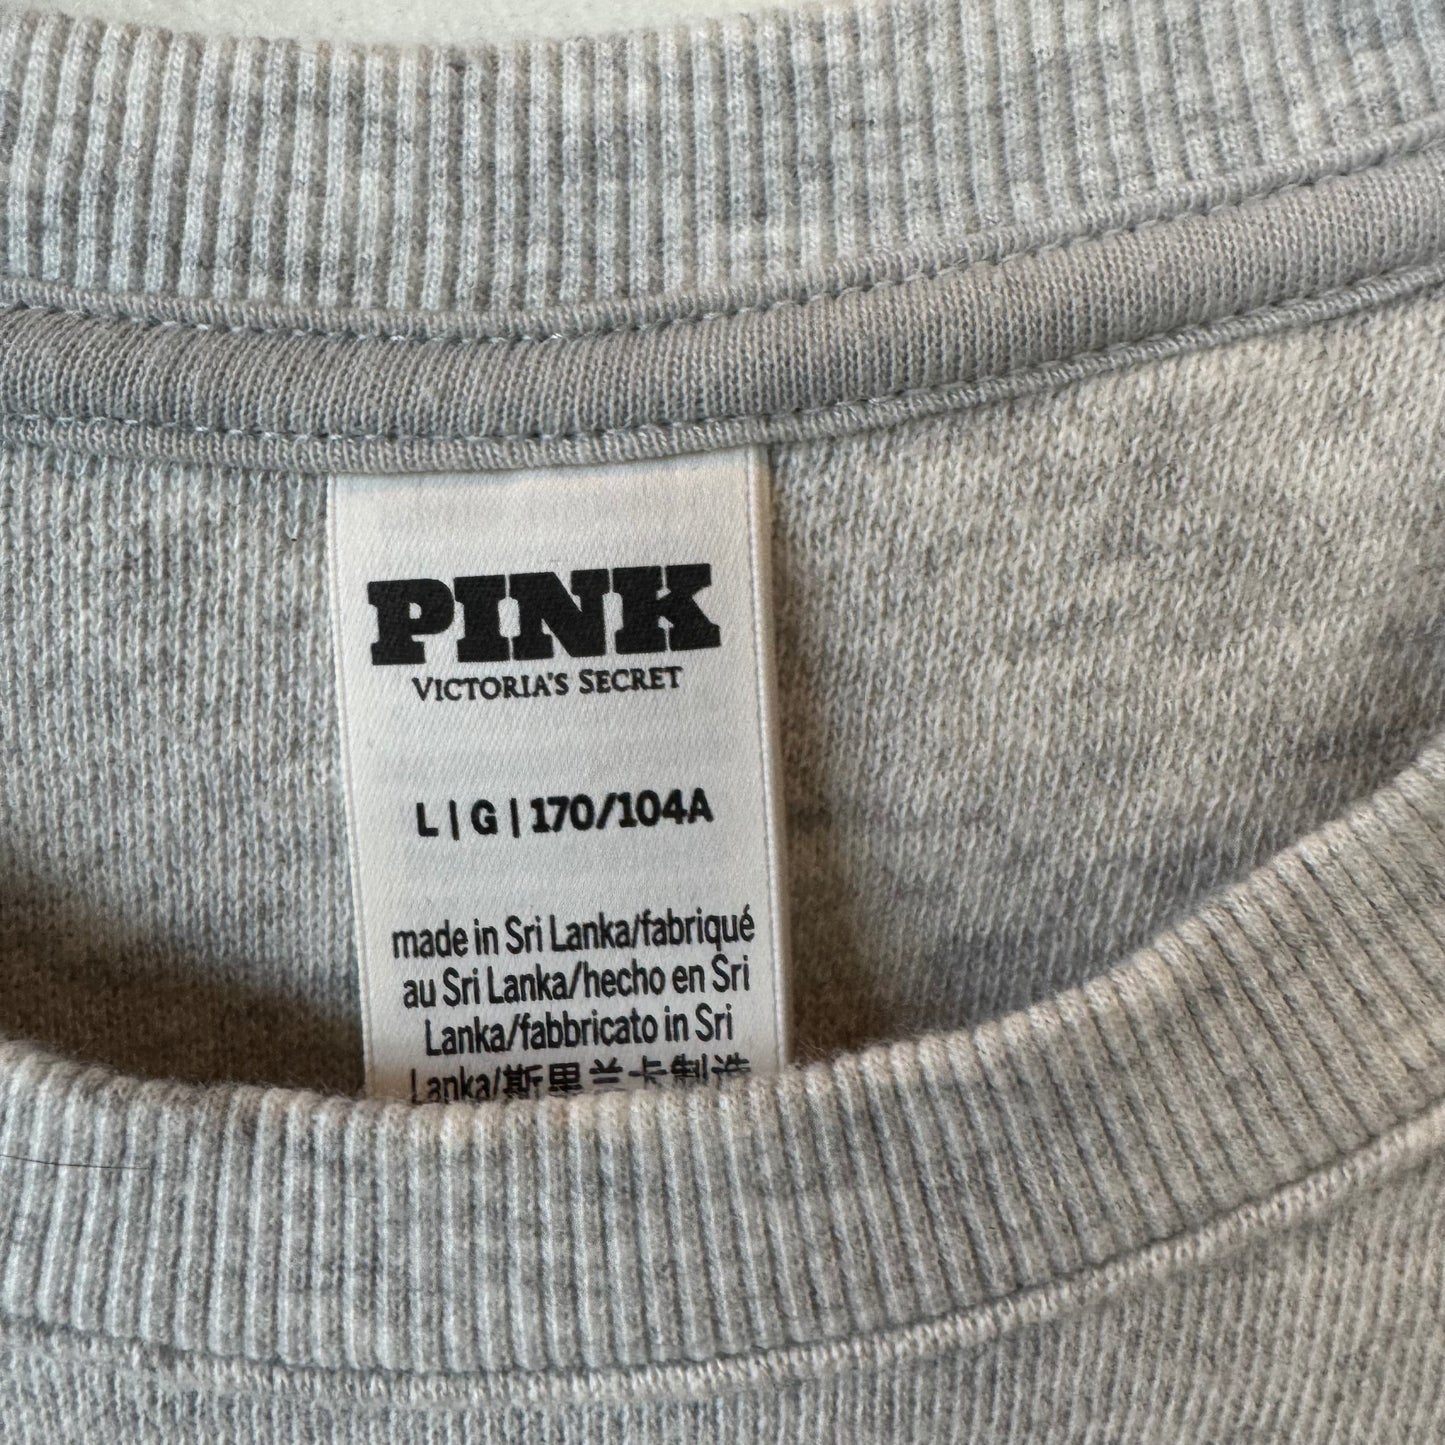 PINK
VICTORIA'S SECRET
L | G | 170/104A
made in Sri Lanka/fabriqué
au Sri Lanka/hecho en Sri
Lanka/fabbricato in Sri
Lanka/斯里兰卡制造